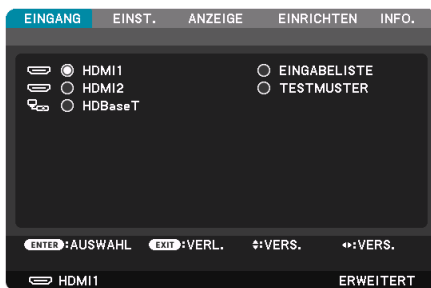 EINGANG EINST. ANZEIGE EINRICHTEN INFO.
HDMI1 EINGABELISTE
HDMI2 TESTMUSTER
HDBaseT
ENTER:AUSWAHL EXIT:VERL. :VERS. :VERS.
HDMI1 ERWEITERT